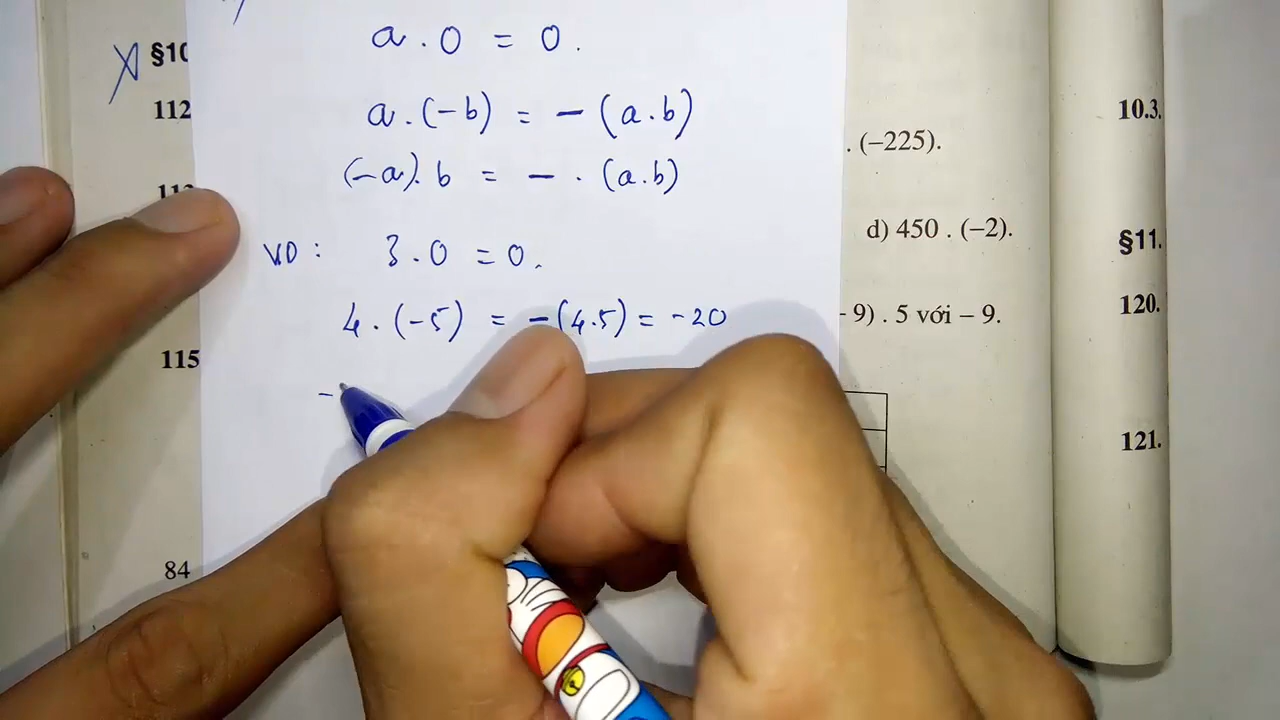 a . 0 = 0 .
a . (-b) = - (a.b)
(-a) . b = - . (a.b)
VD : 3 . 0 = 0 .
4 . (-5) = - (4.5) = -20
-
§10
112
115
84
. (–225).
d) 450 . (–2).
9) . 5 với – 9.
10.3.
§11.
120.
121.